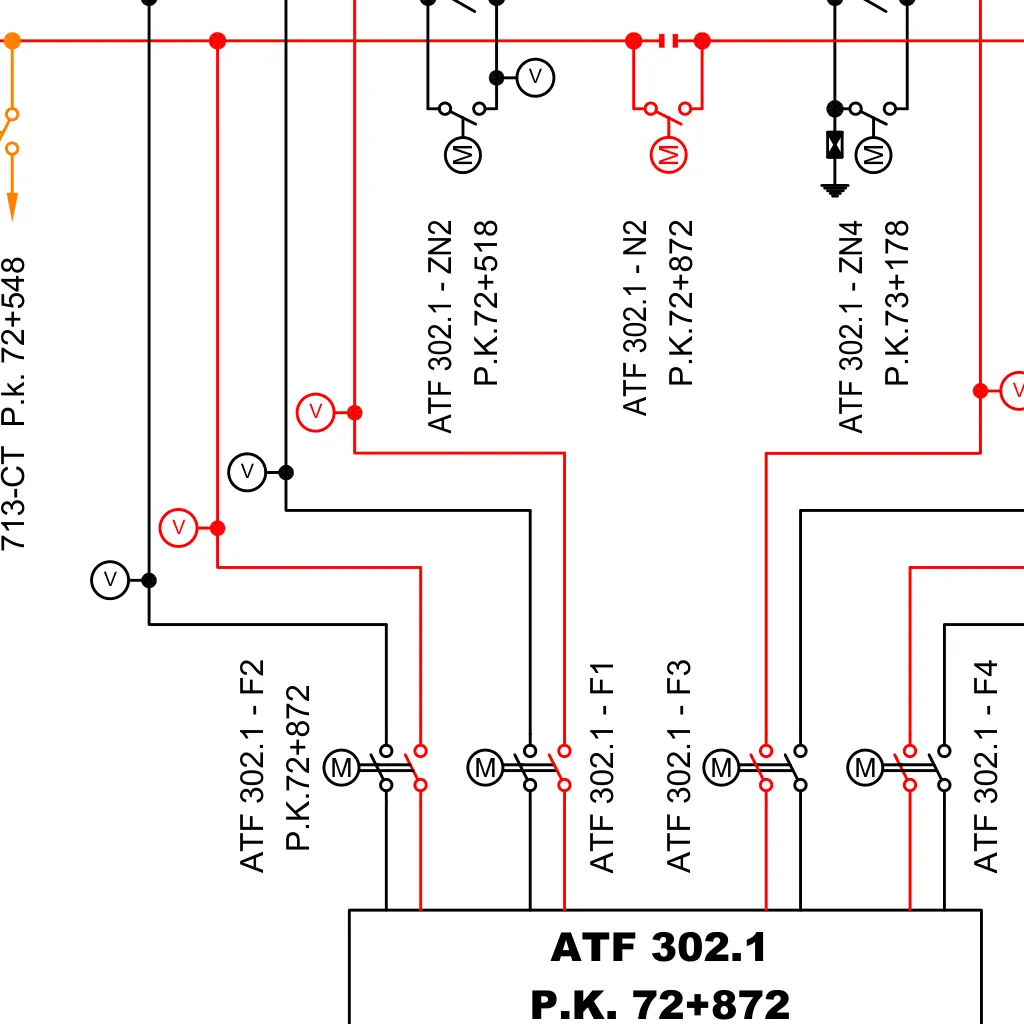 V
M
M
M
713-CT P.k. 72+548
ATF 302.1 - ZN2
P.K.72+518
ATF 302.1 - N2
P.K.72+872
ATF 302.1 - ZN4
P.K.73+178
V
V
V
V
V
ATF 302.1 - F2
P.K.72+872
ATF 302.1 - F1
ATF 302.1 - F3
ATF 302.1 - F4
M
M
M
M
ATF 302.1
P.K. 72+872